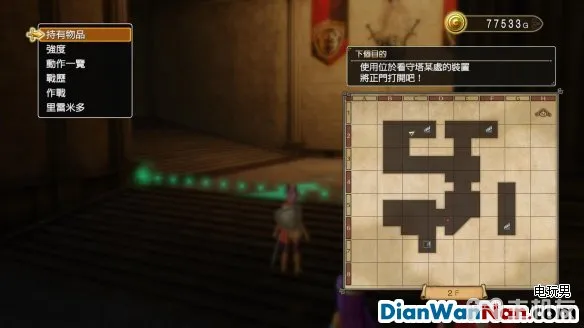 77533G
持有物品
強度
動作一覽
戰歷
作戰
里雷米多
下個目的
使用位於看守塔某處的裝置
將正門打開吧！
A B C D E F G H
2F
电玩男
DianWanNan.com